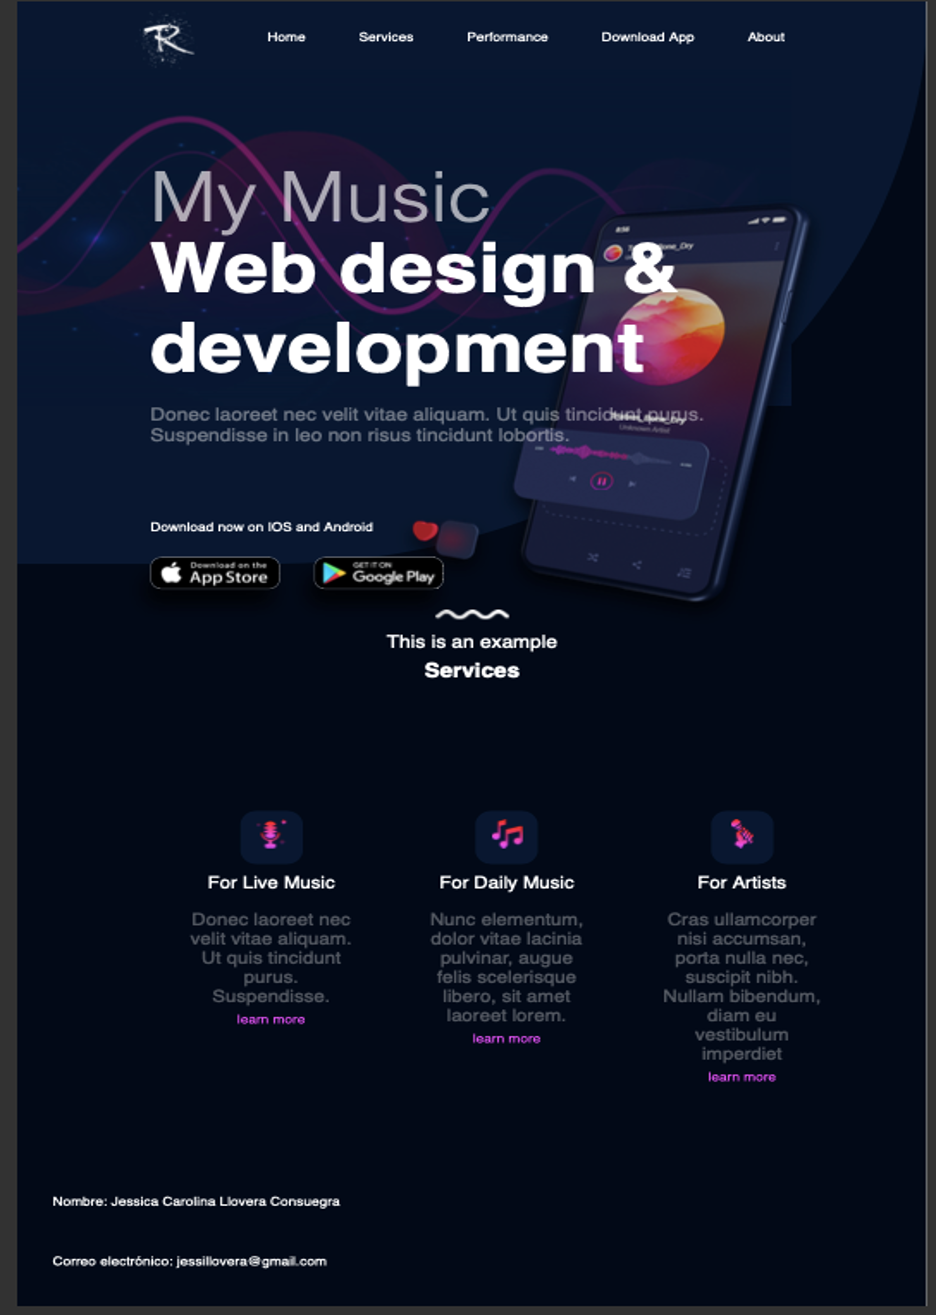 R
Home Services Performance Download App About
My Music
Web design &
development
8:50
Donec laoreet nec velit vitae aliquam. Ut quis tincidunt purus.
Suspendisse in leo non risus tincidunt lobortis.
Unknown Artist
Download now on IOS and Android
Download on the
App Store
GET IT ON
Google Play
This is an example
Services
For Live Music
Donec laoreet nec
velit vitae aliquam.
Ut quis tincidunt
purus.
Suspendisse.
learn more
For Daily Music
Nunc elementum,
dolor vitae lacinia
pulvinar, augue
felis scelerisque
libero, sit amet
laoreet lorem.
learn more
For Artists
Cras ullamcorper
nisi accumsan,
porta nulla nec,
suscipit nibh.
Nullam bibendum,
diam eu
vestibulum
imperdiet
learn more
Nombre: Jessica Carolina Llovera Consuegra
Correo electrónico: jessillovera@gmail.com